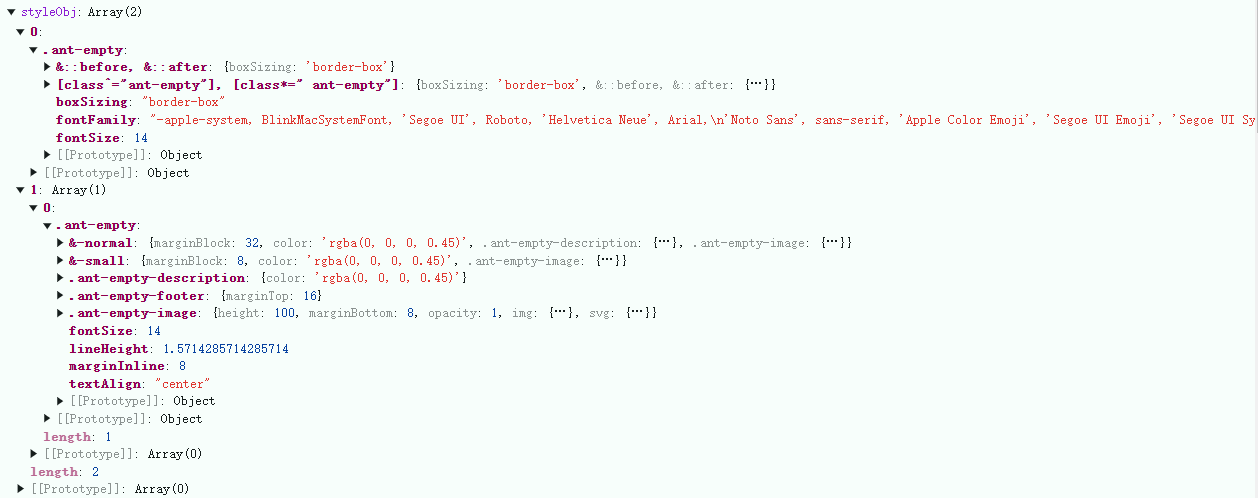 ▼ styleObj: Array(2)
▼ 0:
▼ .ant-empty:
▶ &::before, &::after: {boxSizing: 'border-box'}
▶ [class^="ant-empty"], [class*=" ant-empty"]: {boxSizing: 'border-box', &::before, &::after: {…}}
boxSizing: "border-box"
fontFamily: "-apple-system, BlinkMacSystemFont, 'Segoe UI', Roboto, 'Helvetica Neue', Arial,\n'Noto Sans', sans-serif, 'Apple Color Emoji', 'Segoe UI Emoji', 'Segoe UI Sy
fontSize: 14
▶ [[Prototype]]: Object
▶ [[Prototype]]: Object
▼ 1: Array(1)
▼ 0:
▼ .ant-empty:
▶ &-normal: {marginBlock: 32, color: 'rgba(0, 0, 0, 0.45)', .ant-empty-description: {…}, .ant-empty-image: {…}}
▶ &-small: {marginBlock: 8, color: 'rgba(0, 0, 0, 0.45)', .ant-empty-image: {…}}
▶ .ant-empty-description: {color: 'rgba(0, 0, 0, 0.45)'}
▶ .ant-empty-footer: {marginTop: 16}
▶ .ant-empty-image: {height: 100, marginBottom: 8, opacity: 1, img: {…}, svg: {…}}
fontSize: 14
lineHeight: 1.5714285714285714
marginInline: 8
textAlign: "center"
▶ [[Prototype]]: Object
▶ [[Prototype]]: Object
length: 1
▶ [[Prototype]]: Array(0)
length: 2
▶ [[Prototype]]: Array(0)